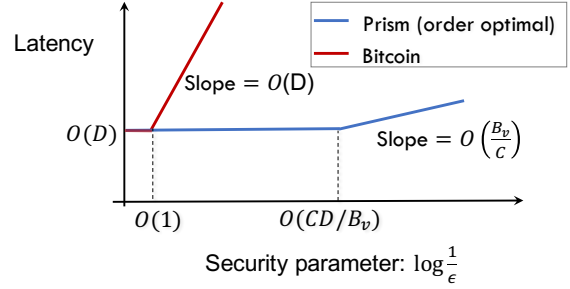 Latency
Prism (order optimal)
Bitcoin
Slope = O(D)
O(D)
Slope = O(B_v/C)
O(1)
O(CD/B_v)
Security parameter: log 1/ϵ